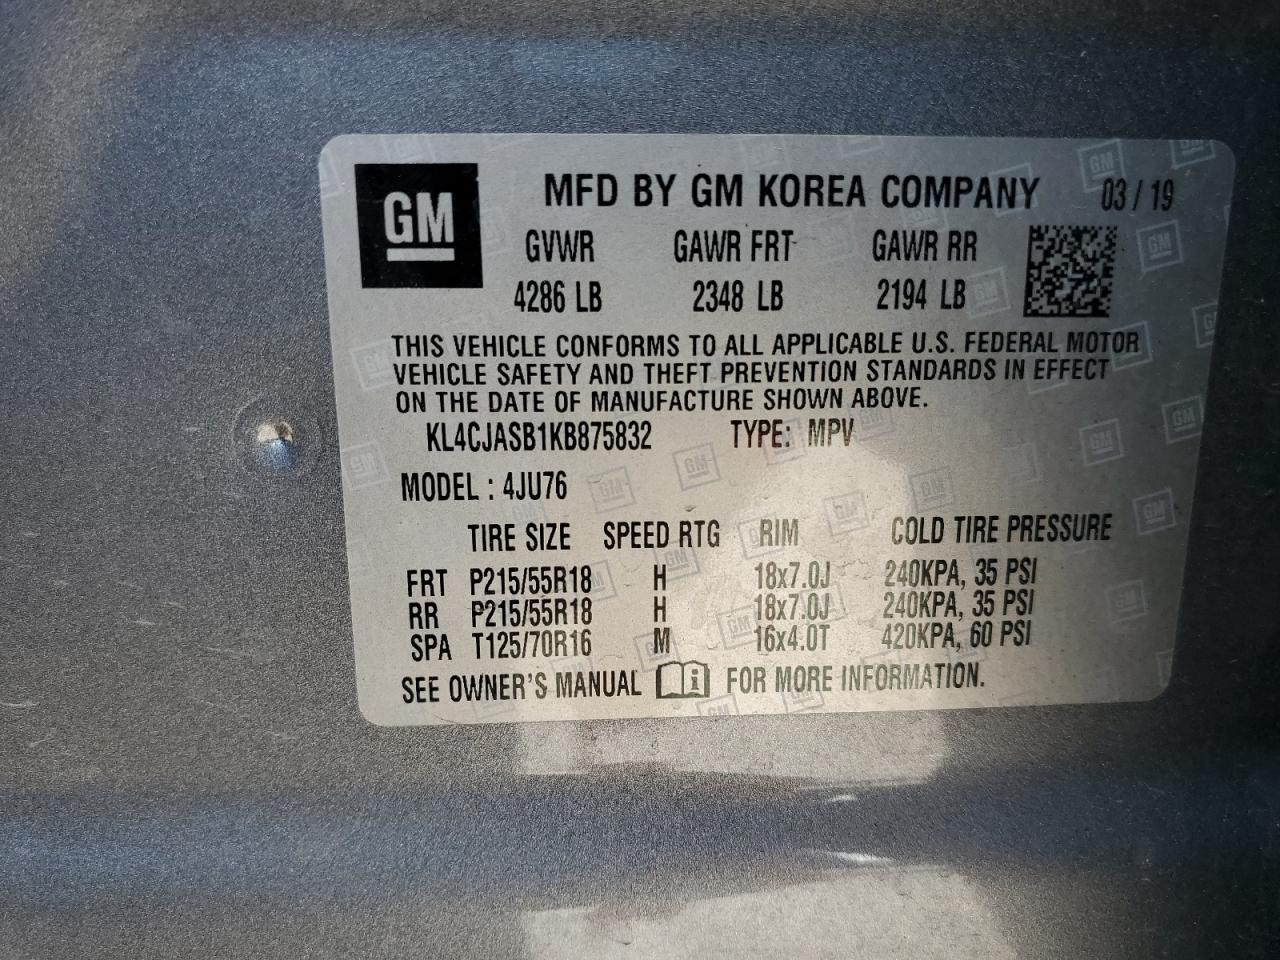 GM MFD BY GM KOREA COMPANY 03 / 19
GVWR GAWR FRT GAWR RR
4286 LB 2348 LB 2194 LB
THIS VEHICLE CONFORMS TO ALL APPLICABLE U.S. FEDERAL MOTOR
VEHICLE SAFETY AND THEFT PREVENTION STANDARDS IN EFFECT
ON THE DATE OF MANUFACTURE SHOWN ABOVE.
KL4CJASB1KB875832 TYPE: MPV
MODEL : 4JU76
TIRE SIZE SPEED RTG RIM COLD TIRE PRESSURE
FRT P215/55R18 H 18x7.0J 240KPA, 35 PSI
RR P215/55R18 H 18x7.0J 240KPA, 35 PSI
SPA T125/70R16 M 16x4.0T 420KPA, 60 PSI
SEE OWNER'S MANUAL i FOR MORE INFORMATION.